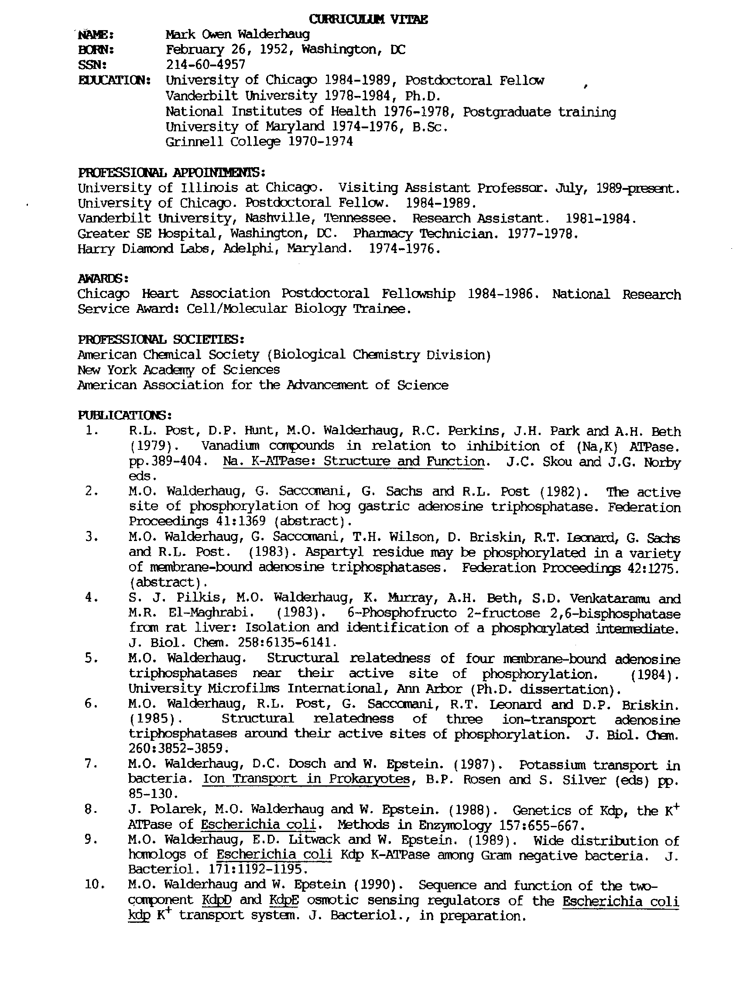 CURRICULUM VITAE
NAME: Mark Owen Walderhaug
BORN: February 26, 1952, Washington, DC
SSN: 214-60-4957
EDUCATION: University of Chicago 1984-1989, Postdoctoral Fellow
Vanderbilt University 1978-1984, Ph.D.
National Institutes of Health 1976-1978, Postgraduate training
University of Maryland 1974-1976, B.Sc.
Grinnell College 1970-1974
PROFESSIONAL APPOINTMENTS:
University of Illinois at Chicago. Visiting Assistant Professor. July, 1989-present.
University of Chicago. Postdoctoral Fellow. 1984-1989.
Vanderbilt University, Nashville, Tennessee. Research Assistant. 1981-1984.
Greater SE Hospital, Washington, DC. Pharmacy Technician. 1977-1978.
Harry Diamond Labs, Adelphi, Maryland. 1974-1976.
AWARDS:
Chicago Heart Association Postdoctoral Fellowship 1984-1986. National Research
Service Award: Cell/Molecular Biology Trainee.
PROFESSIONAL SOCIETIES:
American Chemical Society (Biological Chemistry Division)
New York Academy of Sciences
American Association for the Advancement of Science
PUBLICATIONS:
1. R.L. Post, D.P. Hunt, M.O. Walderhaug, R.C. Perkins, J.H. Park and A.H. Beth
(1979). Vanadium compounds in relation to inhibition of (Na,K) ATPase.
pp.389-404. Na. K-ATPase: Structure and Function. J.C. Skou and J.G. Norby
eds.
2. M.O. Walderhaug, G. Saccomani, G. Sachs and R.L. Post (1982). The active
site of phosphorylation of hog gastric adenosine triphosphatase. Federation
Proceedings 41:1369 (abstract).
3. M.O. Walderhaug, G. Saccomani, T.H. Wilson, D. Briskin, R.T. Leonard, G. Sachs
and R.L. Post. (1983). Aspartyl residue may be phosphorylated in a variety
of membrane-bound adenosine triphosphatases. Federation Proceedings 42:1275.
(abstract).
4. S. J. Pilkis, M.O. Walderhaug, K. Murray, A.H. Beth, S.D. Venkataramu and
M.R. El-Maghrabi. (1983). 6-Phosphofructo 2-fructose 2,6-bisphosphatase
from rat liver: Isolation and identification of a phosphorylated intermediate.
J. Biol. Chem. 258:6135-6141.
5. M.O. Walderhaug. Structural relatedness of four membrane-bound adenosine
triphosphatases near their active site of phosphorylation. (1984).
University Microfilms International, Ann Arbor (Ph.D. dissertation).
6. M.O. Walderhaug, R.L. Post, G. Saccomani, R.T. Leonard and D.P. Briskin.
(1985). Structural relatedness of three ion-transport adenosine
triphosphatases around their active sites of phosphorylation. J. Biol. Chem.
260:3852-3859.
7. M.O. Walderhaug, D.C. Dosch and W. Epstein. (1987). Potassium transport in
bacteria. Ion Transport in Prokaryotes, B.P. Rosen and S. Silver (eds) pp.
85-130.
8. J. Polarek, M.O. Walderhaug and W. Epstein. (1988). Genetics of Kdp, the K+
ATPase of Escherichia coli. Methods in Enzymology 157:655-667.
9. M.O. Walderhaug, E.D. Litwack and W. Epstein. (1989). Wide distribution of
homologs of Escherichia coli Kdp K-ATPase among Gram negative bacteria. J.
Bacteriol. 171:1192-1195.
10. M.O. Walderhaug and W. Epstein (1990). Sequence and function of the two-
component KdpD and KdpE osmotic sensing regulators of the Escherichia coli
kdp K+ transport system. J. Bacteriol., in preparation.